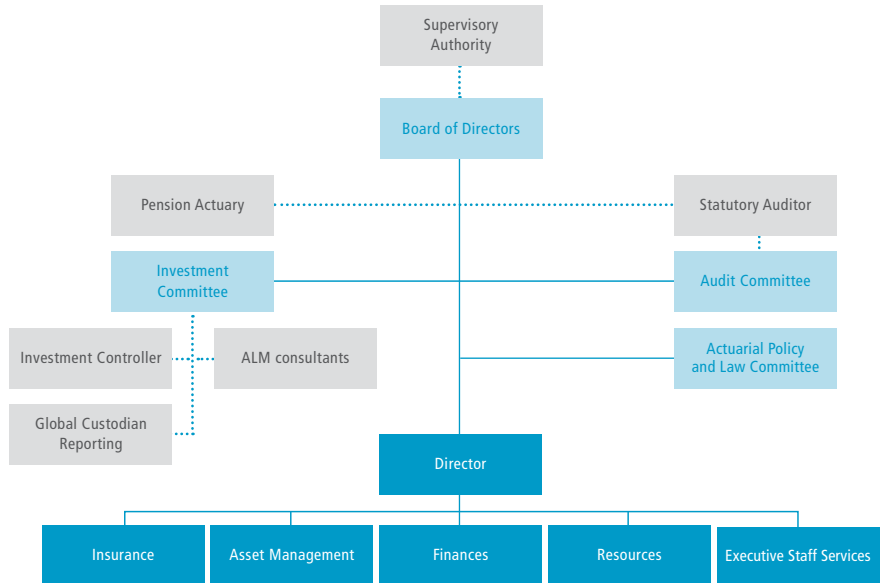 Supervisory
Authority
Board of Directors
Pension Actuary
Statutory Auditor
Investment
Committee
Audit Committee
Investment Controller
ALM consultants
Actuarial Policy
and Law Committee
Global Custodian
Reporting
Director
Insurance
Asset Management
Finances
Resources
Executive Staff Services